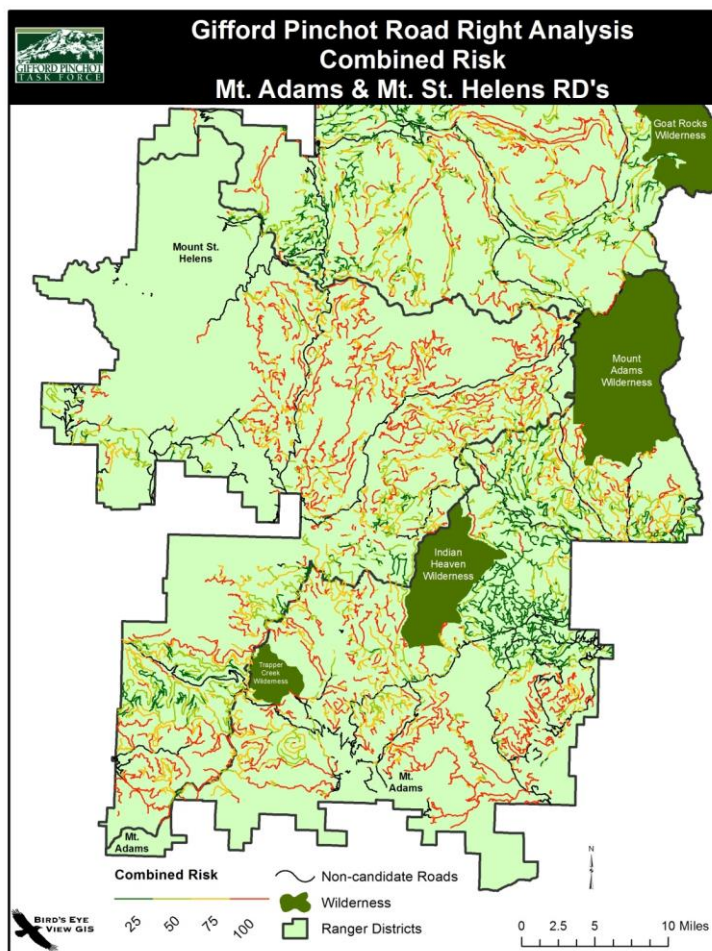 GIFFORD PINCHOT
TASK FORCE
Gifford Pinchot Road Right Analysis
Combined Risk
Mt. Adams & Mt. St. Helens RD's
Goat Rocks
Wilderness
Mount St.
Helens
Mount
Adams
Wilderness
Indian
Heaven
Wilderness
Trapper
Creek
Wilderness
Mt.
Adams
Mt.
Adams
Combined Risk
25
50
75
100
Non-candidate Roads
Wilderness
Ranger Districts
N
BIRD'S EYE
VIEW GIS
0 2.5 5 10 Miles